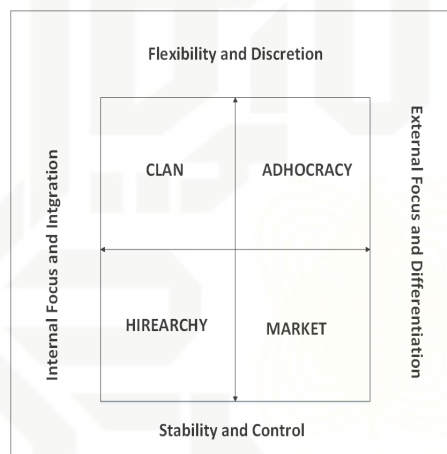 Flexibility and Discretion
Internal Focus and Intgration
CLAN
ADHOCRACY
External Focus and Differentiation
HIREARCHY
MARKET
Stability and Control